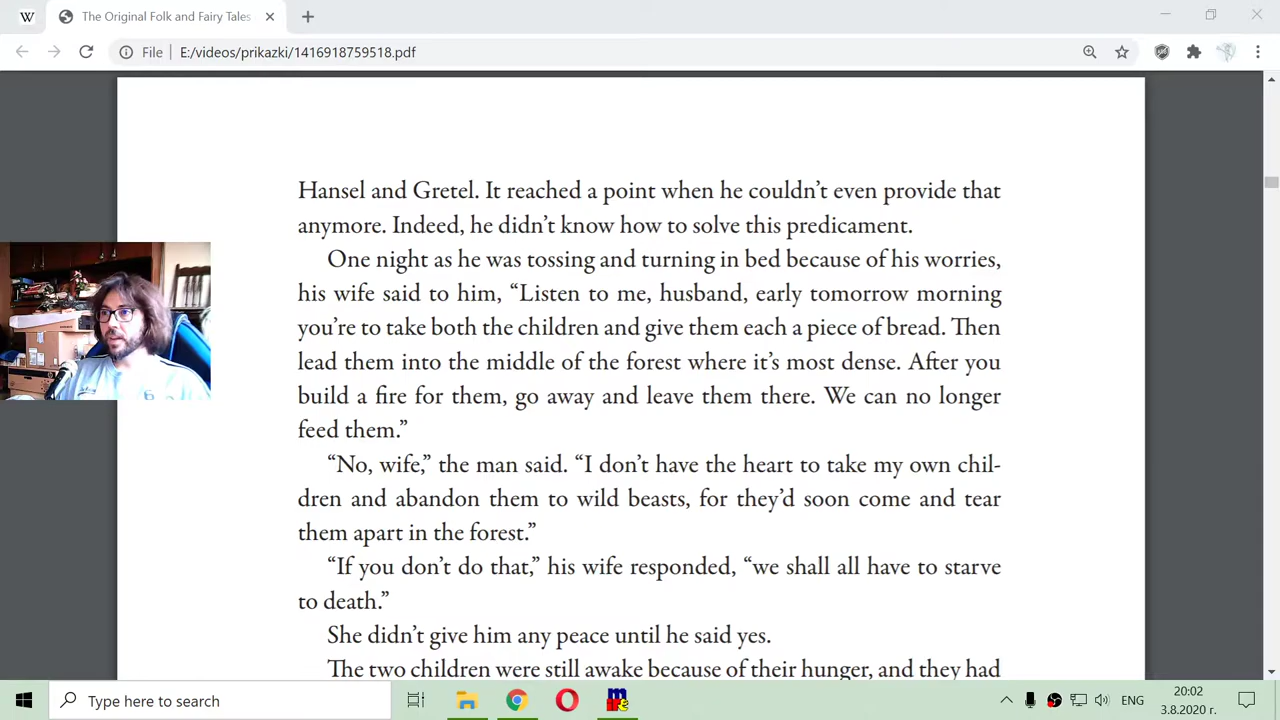 The Original Folk and Fairy Tales
File
E:/videos/prikazki/1416918759518.pdf
Hansel and Gretel. It reached a point when he couldn’t even provide that
anymore. Indeed, he didn’t know how to solve this predicament.
One night as he was tossing and turning in bed because of his worries,
his wife said to him, “Listen to me, husband, early tomorrow morning
you’re to take both the children and give them each a piece of bread. Then
lead them into the middle of the forest where it’s most dense. After you
build a fire for them, go away and leave them there. We can no longer
feed them.”
“No, wife,” the man said. “I don’t have the heart to take my own chil-
dren and abandon them to wild beasts, for they’d soon come and tear
them apart in the forest.”
“If you don’t do that,” his wife responded, “we shall all have to starve
to death.”
She didn’t give him any peace until he said yes.
The two children were still awake because of their hunger, and they had
Type here to search
ЕНГ
20:02
3.8.2020 г.